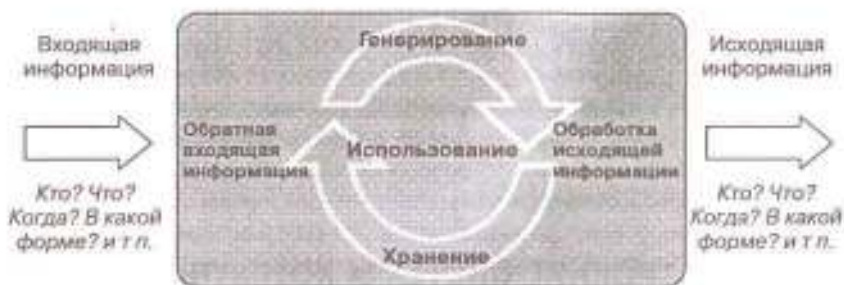 Входящая
информация
Кто? Что?
Когда? В какой
форме? и т п.
Генерирование
Обратная
входящая
информация
Использование
Обработка
исходящей
информации
Хранение
Исходящая
информация
Кто? Что?
Когда? В какой
форме? и т п.